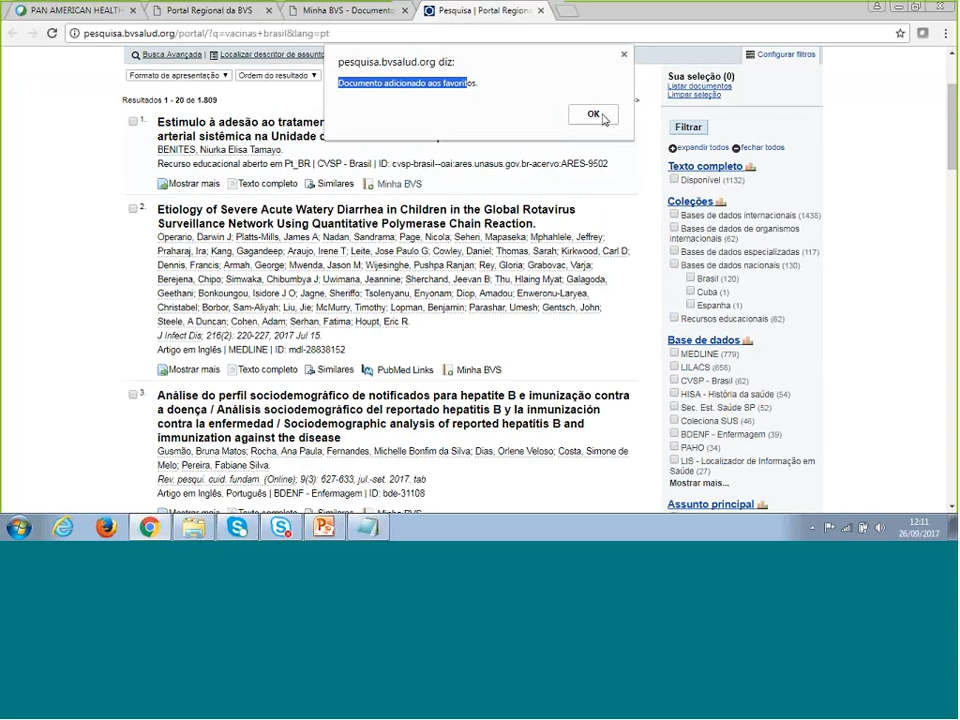 PAN AMERICAN HEALTH
Portal Regional da BVS
Minha BVS - Documento
Pesquisa | Portal Region
pesquisa.bvsalud.org/portal/?q=vacinas+brasil&lang=pt
Busca Avançada
Localizar descritor de assunto
Configurar filtros
Formato de apresentação
Ordem do resultado
pesquisa.bvsalud.org diz:
Documento adicionado aos favoritos.
OK
Resultados 1 - 20 de 1.809
1.
Estímulo à adesão ao tratamen
arterial sistêmica na Unidade
BENITES, Niurka Elisa Tamayo.
Recurso educacional aberto em Pt_BR | CVSP - Brasil | ID: cvsp-brasil--oai:ares.unasus.gov.br-acervo:ARES-9502
Mostrar mais Texto completo Similares Minha BVS
2.
Etiology of Severe Acute Watery Diarrhea in Children in the Global Rotavirus
Surveillance Network Using Quantitative Polymerase Chain Reaction.
Operario, Darwin J; Platts-Mills, James A; Nadan, Sandrama; Page, Nicola; Seheri, Mapaseka; Mphahlele, Jeffrey;
Praharaj, Ira; Kang, Gagandeep; Araujo, Irene T; Leite, Jose Paulo G; Cowley, Daniel; Thomas, Sarah; Kirkwood, Carl D;
Dennis, Francis; Armah, George; Mwenda, Jason M; Wijesinghe, Pushpa Ranjan; Rey, Gloria; Grabovac, Varja;
Berejena, Chipo; Simwaka, Chibumbya J; Uwimana, Jeannine; Sherchand, Jeevan B; Thu, Hlaing Myat; Galagoda,
Geethani; Bonkoungou, Isidore J O; Jagne, Sheriffo; Tsolenyanu, Enyonam; Diop, Amadou; Enweronu-Laryea,
Christabel; Borbor, Sam-Aliyah; Liu, Jie; McMurry, Timothy; Lopman, Benjamin; Parashar, Umesh; Gentsch, John;
Steele, A Duncan; Cohen, Adam; Serhan, Fatima; Houpt, Eric R.
J Infect Dis; 216(2): 220-227, 2017 Jul 15.
Artigo em Inglês | MEDLINE | ID: mdl-28838152
Mostrar mais Texto completo Similares PubMed Links Minha BVS
3.
Análise do perfil sociodemográfico de notificados para hepatite B e imunização contra
a doença / Análisis sociodemográfico del reportado hepatitis B y la inmunización
contra la enfermedad / Sociodemographic analysis of reported hepatitis B and
immunization against the disease
Gusmão, Bruna Matos; Rocha, Ana Paula; Fernandes, Michelle Bonfim da Silva; Dias, Orlene Veloso; Costa, Simone de
Melo; Pereira, Fabiane Silva.
Rev. pesqui. cuid. fundam. (Online); 9(3): 627-633, jul.-set. 2017. tab
Artigo em Inglês, Português | BDENF - Enfermagem | ID: bde-31108
Mostrar mais Texto completo Similares Minha BVS
Sua seleção (0)
Listar documentos
Limpar seleção
Filtrar
expandir todos fechar todos
Texto completo
Disponível (1132)
Coleções
Bases de dados internacionais (1438)
Bases de dados de organismos
internacionais (62)
Bases de dados especializadas (117)
Bases de dados nacionais (130)
Brasil (120)
Cuba (1)
Espanha (1)
Recursos educacionais (62)
Base de dados
MEDLINE (779)
LILACS (658)
CVSP - Brasil (62)
HISA - História da saúde (54)
Sec. Est. Saúde SP (52)
Coleciona SUS (46)
BDENF - Enfermagem (39)
PAHO (34)
LIS - Localizador de Informação em
Saúde (27)
Mostrar mais...
Assunto principal
12:11
26/09/2017